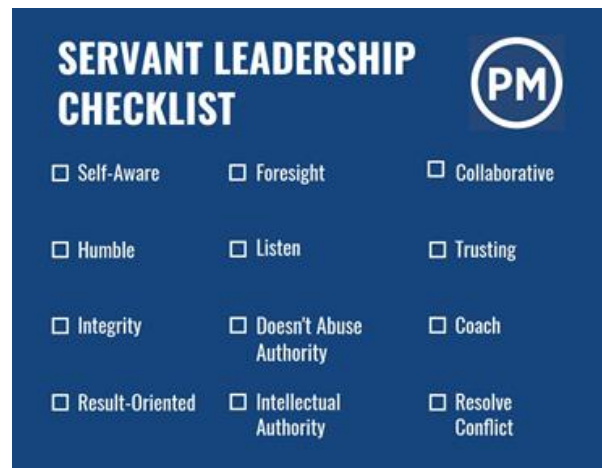 SERVANT LEADERSHIP
CHECKLIST
PM
Self-Aware
Foresight
Collaborative
Humble
Listen
Trusting
Integrity
Doesn't Abuse
Authority
Coach
Result-Oriented
Intellectual
Authority
Resolve
Conflict